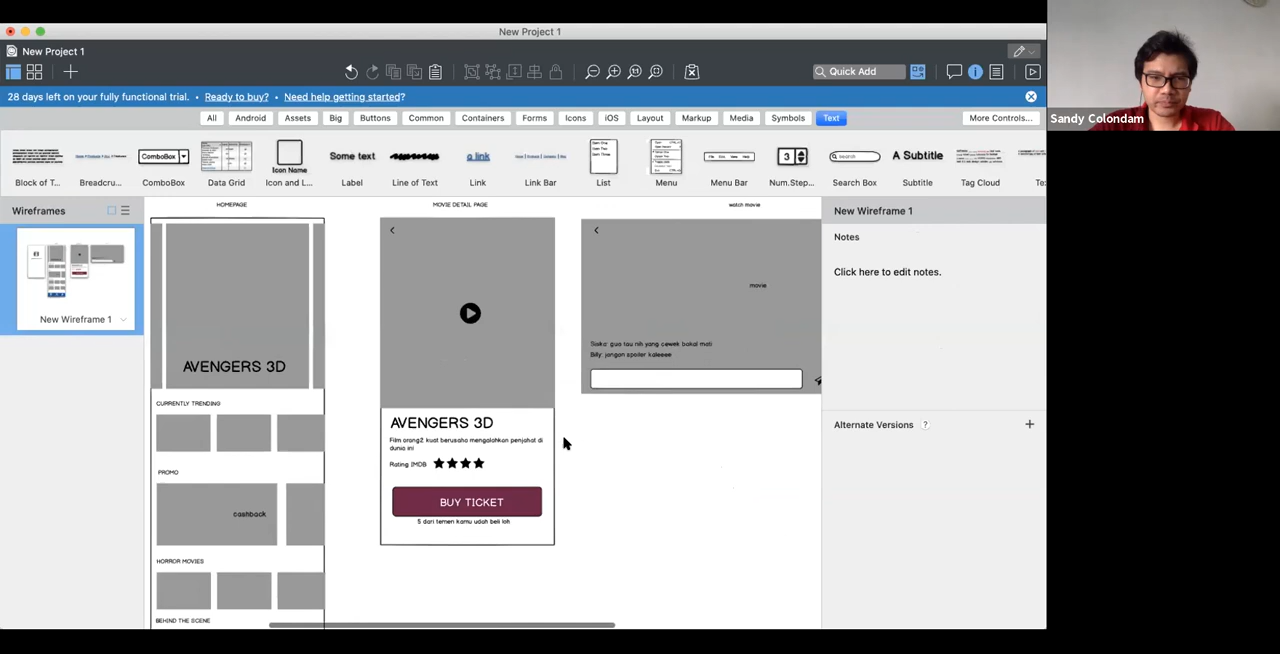 New Project 1
New Project 1
Quick Add
28 days left on your fully functional trial. Ready to buy? Need help getting started?
All Android Assets Big Buttons Common Containers Forms Icons iOS Layout Markup Media Symbols Text More Controls...
ComboBox
Icon Name
Some text
a link
3
search
A Subtitle
Block of T... Breadcru... ComboBox Data Grid Icon and L... Label Line of Text Link Link Bar List Menu Menu Bar Num.Step... Search Box Subtitle Tag Cloud
Wireframes
New Wireframe 1
HOMEPAGE
AVENGERS 3D
CURRENTLY TRENDING
PROMO
cashback
HORROR MOVIES
BEHIND THE SCENE
MOVIE DETAIL PAGE
AVENGERS 3D
Film orang2 kuat berusaha mengalahkan penjahat di
dunia ini
Rating IMDB
BUY TICKET
5 dari temen kamu udah beli loh
watch movie
movie
Siska: gua tau nih yang cewek bakal mati
Billy: jangan spoiler kaleeee
New Wireframe 1
Notes
Click here to edit notes.
Alternate Versions ?
Sandy Colondam